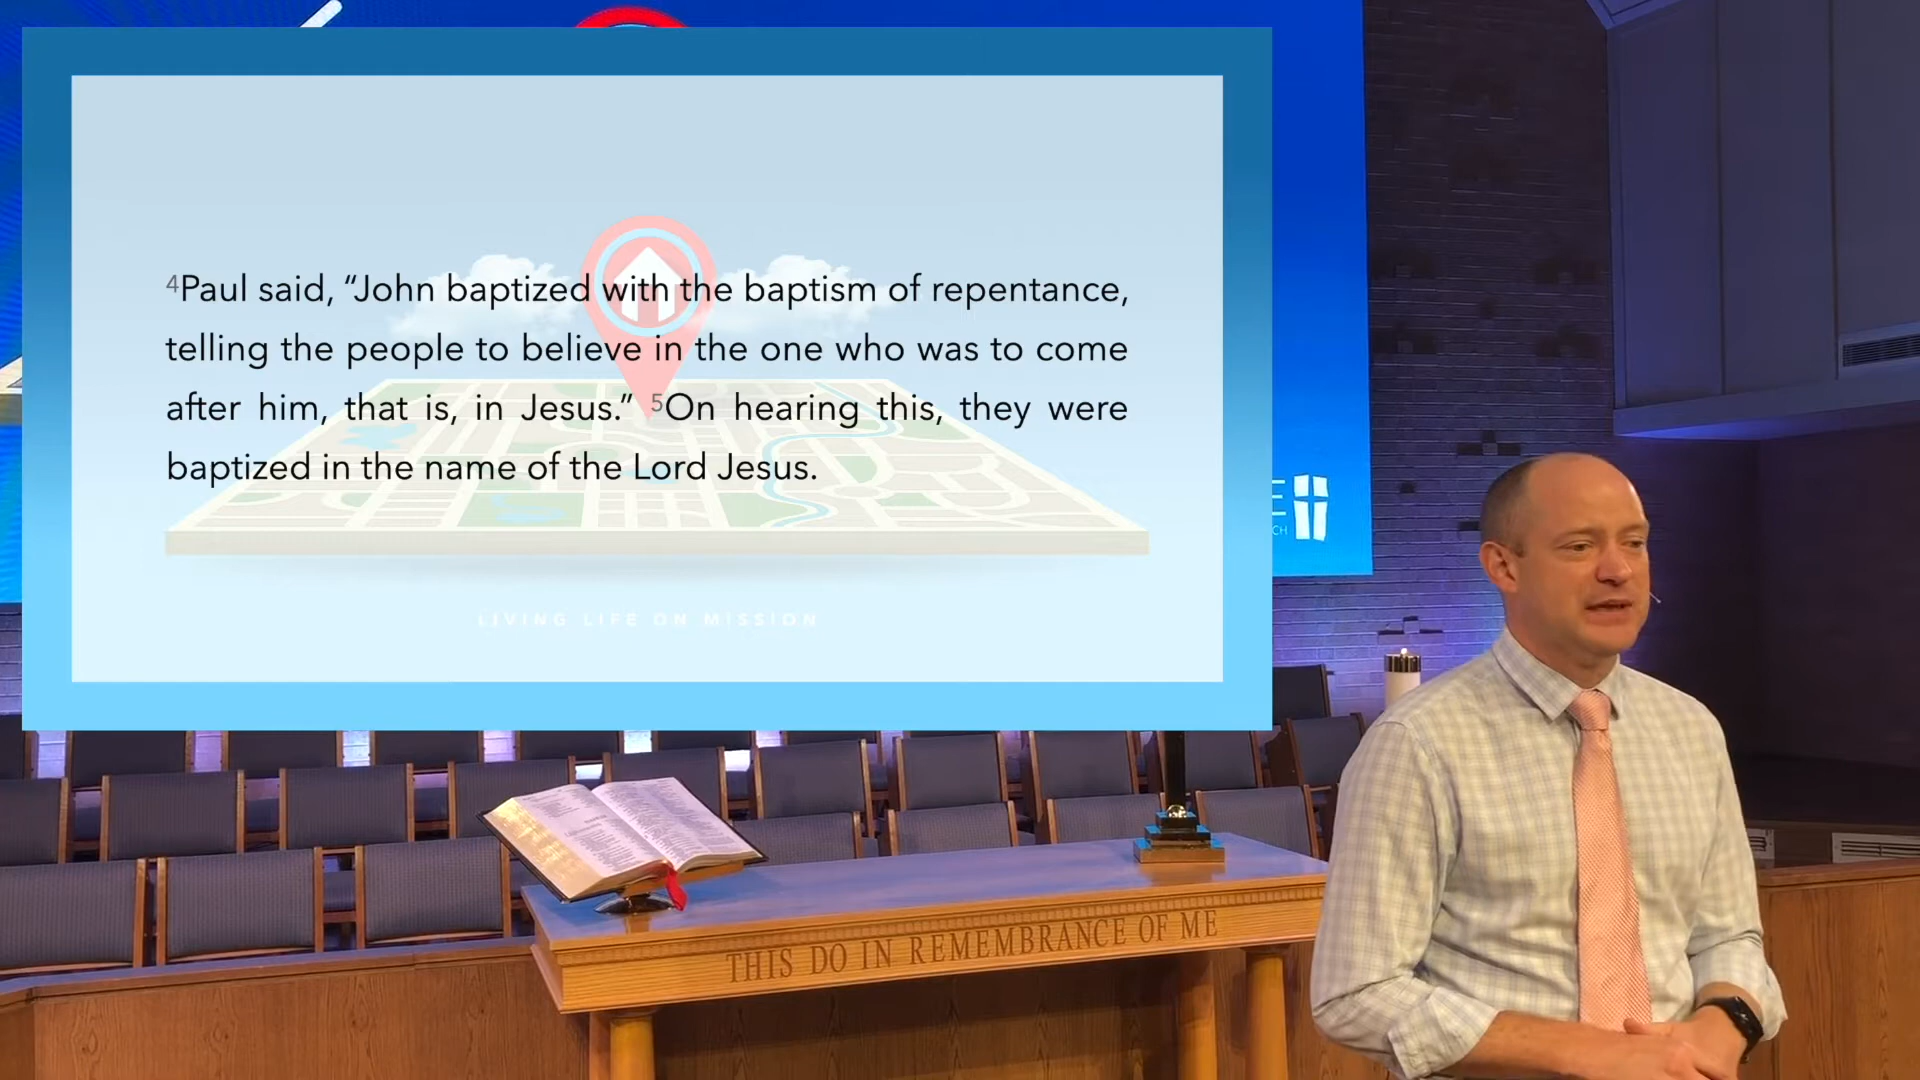 4Paul said, “John baptized with the baptism of repentance,
telling the people to believe in the one who was to come
after him, that is, in Jesus.” 5On hearing this, they were
baptized in the name of the Lord Jesus.
LIVING LIFE ON MISSION
E
CH
THIS DO IN REMEMBRANCE OF ME